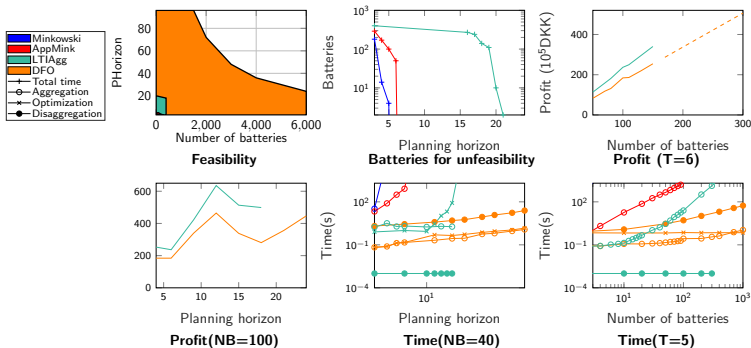 Minkowski
AppMink
LTIAgg
DFO
Total time
Aggregation
Optimization
Disaggregation
PHorizon
80
60
40
20
0
2,000
4,000
6,000
Number of batteries
Feasibility
Batteries
10²
10¹
10⁰
5
10
15
20
Planning horizon
Batteries for unfeasibility
Profit (10⁵DKK)
400
200
0
100
200
300
Number of batteries
Profit (T=6)
600
400
200
0
5
10
15
20
Planning horizon
Profit(NB=100)
Time(s)
10²
10⁻¹
10⁻⁴
10¹
Planning horizon
Time(NB=40)
Time(s)
10²
10⁻¹
10⁻⁴
10¹
10²
10³
Number of batteries
Time(T=5)